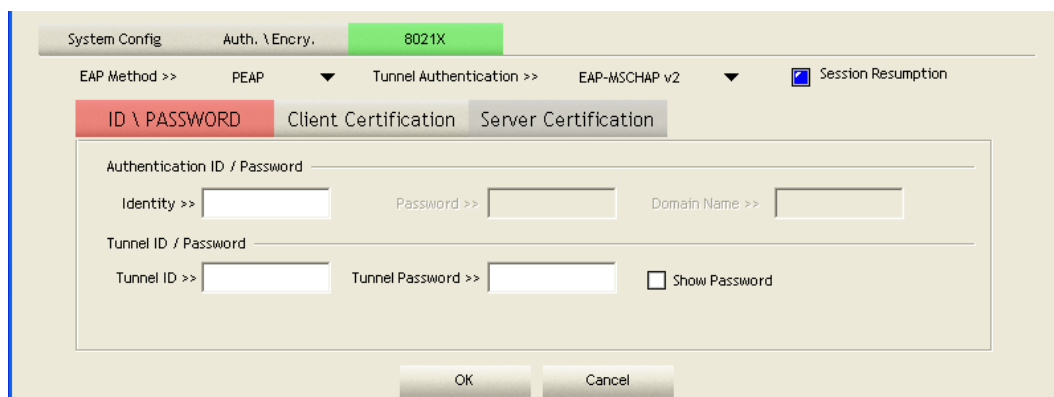 System Config Auth. \ Encry. 8021X
EAP Method >> PEAP Tunnel Authentication >> EAP-MSCHAP v2 Session Resumption
ID \ PASSWORD Client Certification Server Certification
Authentication ID / Password
Identity >> Password >> Domain Name >>
Tunnel ID / Password
Tunnel ID >> Tunnel Password >> Show Password
OK Cancel